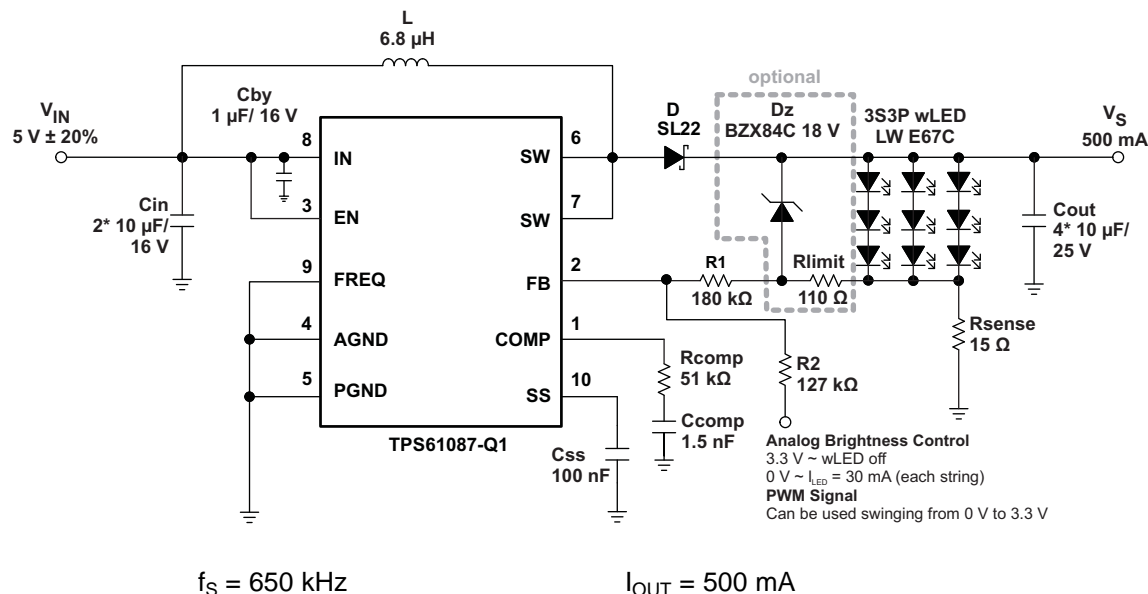 L
6.8 µH
optional
Cby
1 µF/ 16 V
VIN
5 V ± 20%
D
SL22
Dz
BZX84C 18 V
3S3P wLED
LW E67C
VS
500 mA
8
IN
6
SW
3
EN
7
SW
Cin
2* 10 µF/
16 V
Cout
4* 10 µF/
25 V
9
FREQ
2
FB
R1
180 kΩ
Rlimit
110 Ω
4
AGND
1
COMP
Rsense
15 Ω
Rcomp
51 kΩ
R2
127 kΩ
5
PGND
10
SS
Ccomp
1.5 nF
TPS61087-Q1
Css
100 nF
Analog Brightness Control
3.3 V ~ wLED off
0 V ~ ILED = 30 mA (each string)
PWM Signal
Can be used swinging from 0 V to 3.3 V
fS = 650 kHz
IOUT = 500 mA